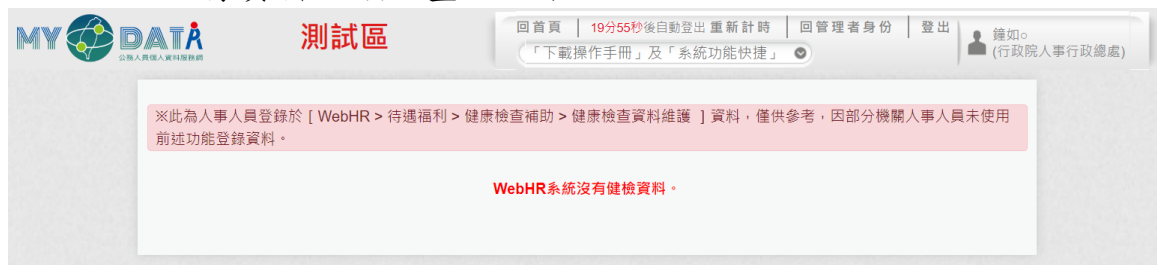 MY DATA
公務人員個人資料服務網
測試區
回首頁 | 19分55秒後自動登出 重新計時 | 回管理者身份 | 登出
「下載操作手冊」及「系統功能快捷」
鐘如○
(行政院人事行政總處)
※此為人事人員登錄於 [ WebHR > 待遇福利 > 健康檢查補助 > 健康檢查資料維護 ] 資料，僅供參考，因部分機關人事人員未使用
前述功能登錄資料。
WebHR系統沒有健檢資料。